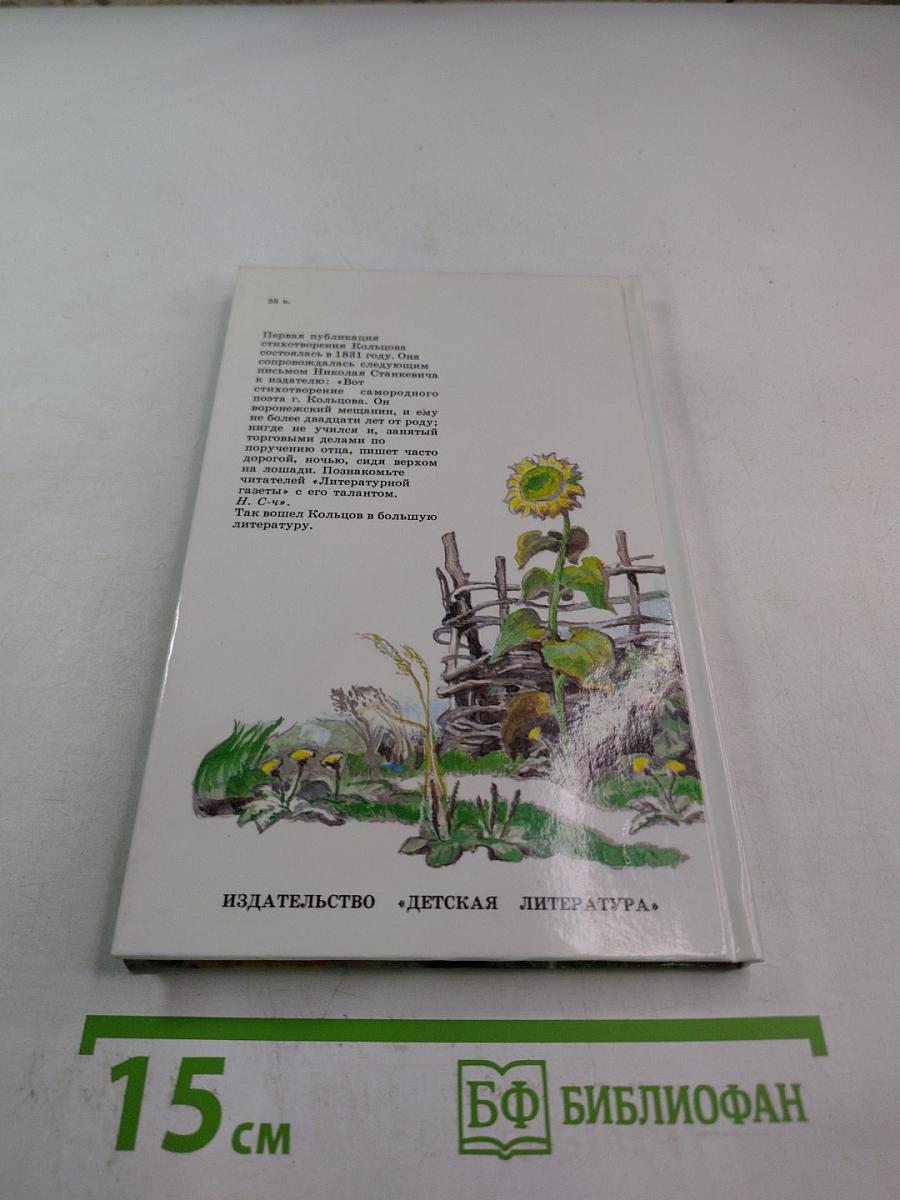 55 к.
Первая публикация
стихотворения Кольцова
состоялась в 1831 году. Она
сопровождалась следующим
письмом Николая Станкевича
к издателю: «Вот
стихотворение самородного
поэта г. Кольцова. Он
воронежский мещанин, и ему
не более двадцати лет от роду;
нигде не учился и, занятый
торговыми делами по
поручению отца, пишет часто
дорогой, ночью, сидя верхом
на лошади. Познакомьте
читателей «Литературной
газеты» с его талантом.
Н. С-ч».
Так вошел Кольцов в большую
литературу.
ИЗДАТЕЛЬСТВО «ДЕТСКАЯ ЛИТЕРАТУРА»
15 см
БФ БИБЛИОФАН